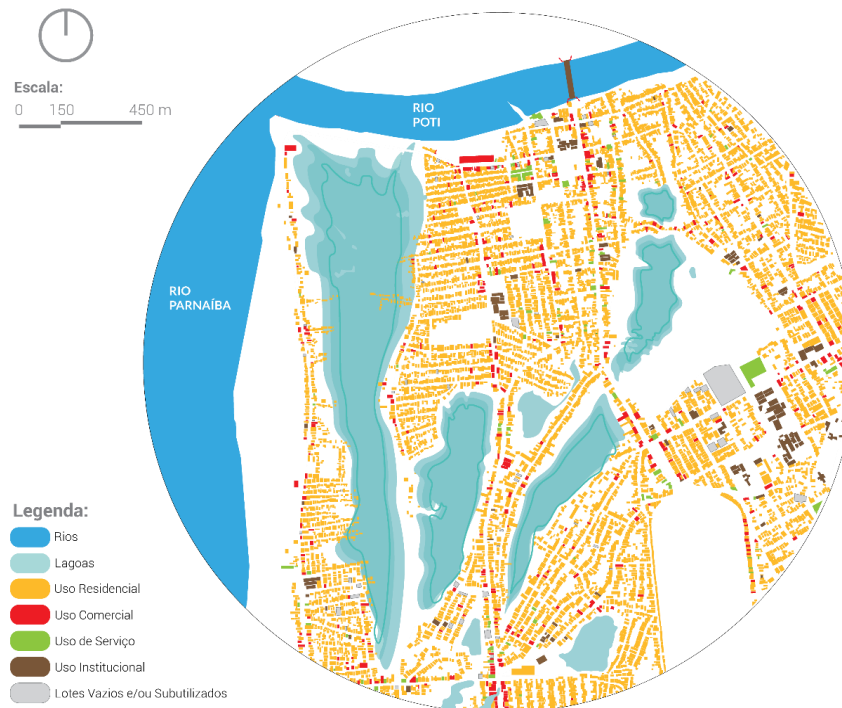 Escala:
0 150 450 m
RIO
POTI
RIO
PARNAÍBA
Legenda:
Rios
Lagoas
Uso Residencial
Uso Comercial
Uso de Serviço
Uso Institucional
Lotes Vazios e/ou Subutilizados